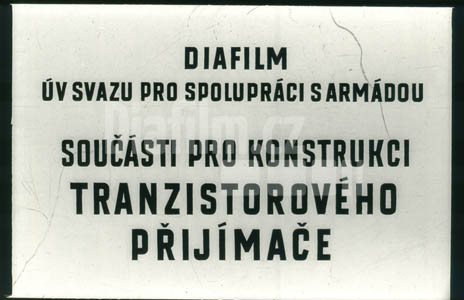 DIAFILM
ÚV SVAZU PRO SPOLUPRÁCI S ARMÁDOU
Diafilm.cz
SOUČÁSTI PRO KONSTRUKCI
TRANZISTOROVÉHO
PŘIJÍMAČE